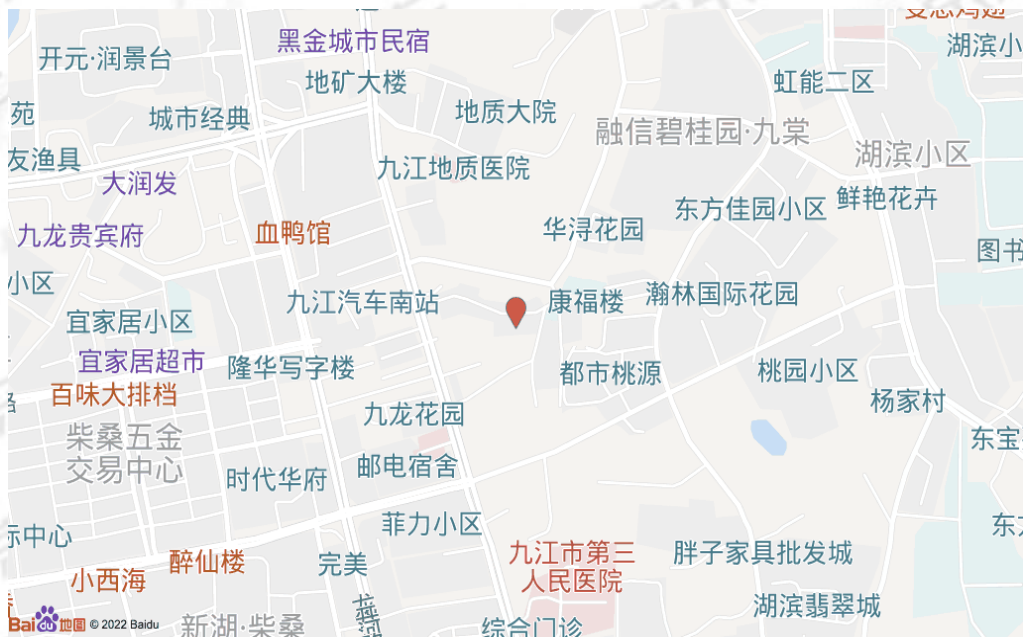 黑金城市民宿
开元·润景台
湖滨小
地矿大楼
虹能二区
苑
城市经典
地质大院
融信碧桂园·九棠
湖滨小区
友渔具
九江地质医院
大润发
鲜艳花卉
东方佳园小区
九龙贵宾府
血鸭馆
华浔花园
图书
小区
九江汽车南站
康福楼
瀚林国际花园
宜家居小区
宜家居超市
隆华写字楼
都市桃源
桃园小区
百味大排档
杨家村
九龙花园
柴桑五金
交易中心
东宝
邮电宿舍
时代华府
菲力小区
东方
际中心
九江市第三
人民医院
胖子家具批发城
醉仙楼
完美
小西海
湖滨翡翠城
新湖·柴桑
综合门诊
Baidu地图 © 2022 Baidu